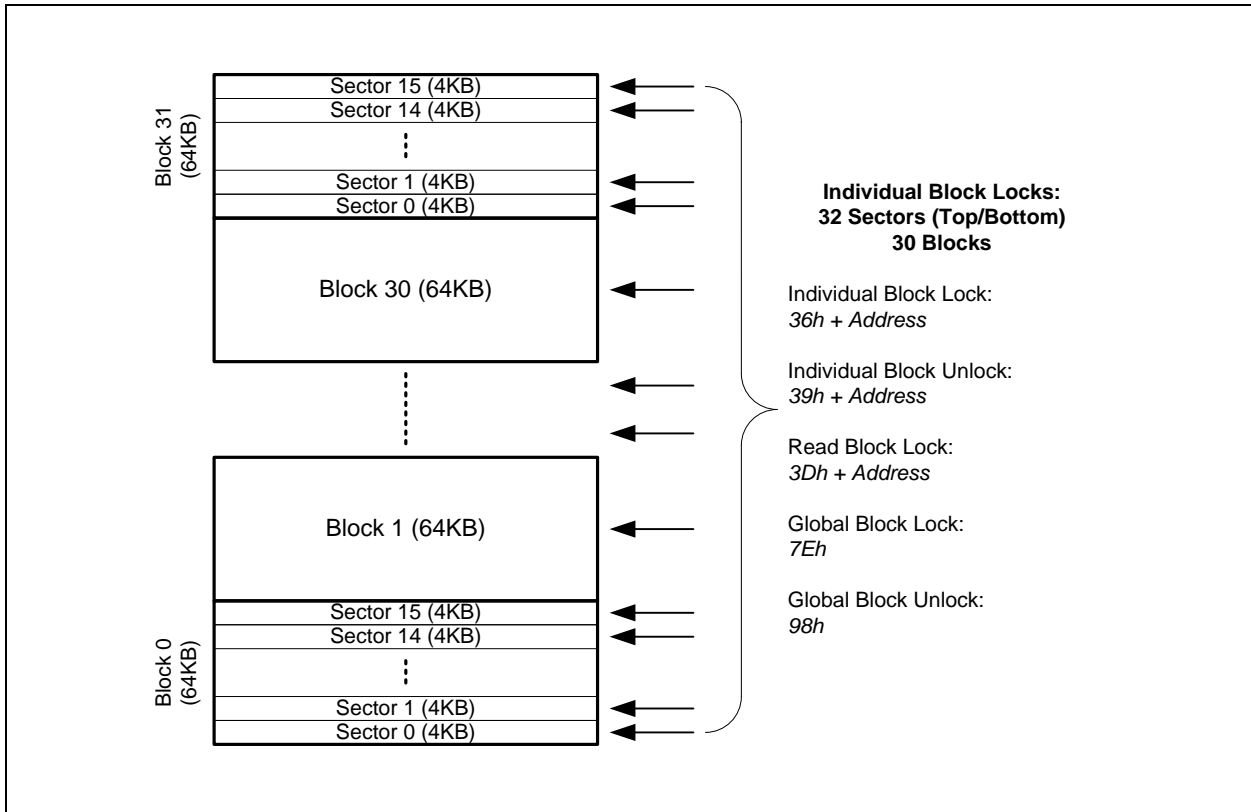 Block 31
(64KB)
Sector 15 (4KB)
Sector 14 (4KB)
Sector 1 (4KB)
Sector 0 (4KB)
Block 30 (64KB)
Block 1 (64KB)
Block 0
(64KB)
Sector 15 (4KB)
Sector 14 (4KB)
Sector 1 (4KB)
Sector 0 (4KB)
Individual Block Locks:
32 Sectors (Top/Bottom)
30 Blocks
Individual Block Lock:
36h + Address
Individual Block Unlock:
39h + Address
Read Block Lock:
3Dh + Address
Global Block Lock:
7Eh
Global Block Unlock:
98h